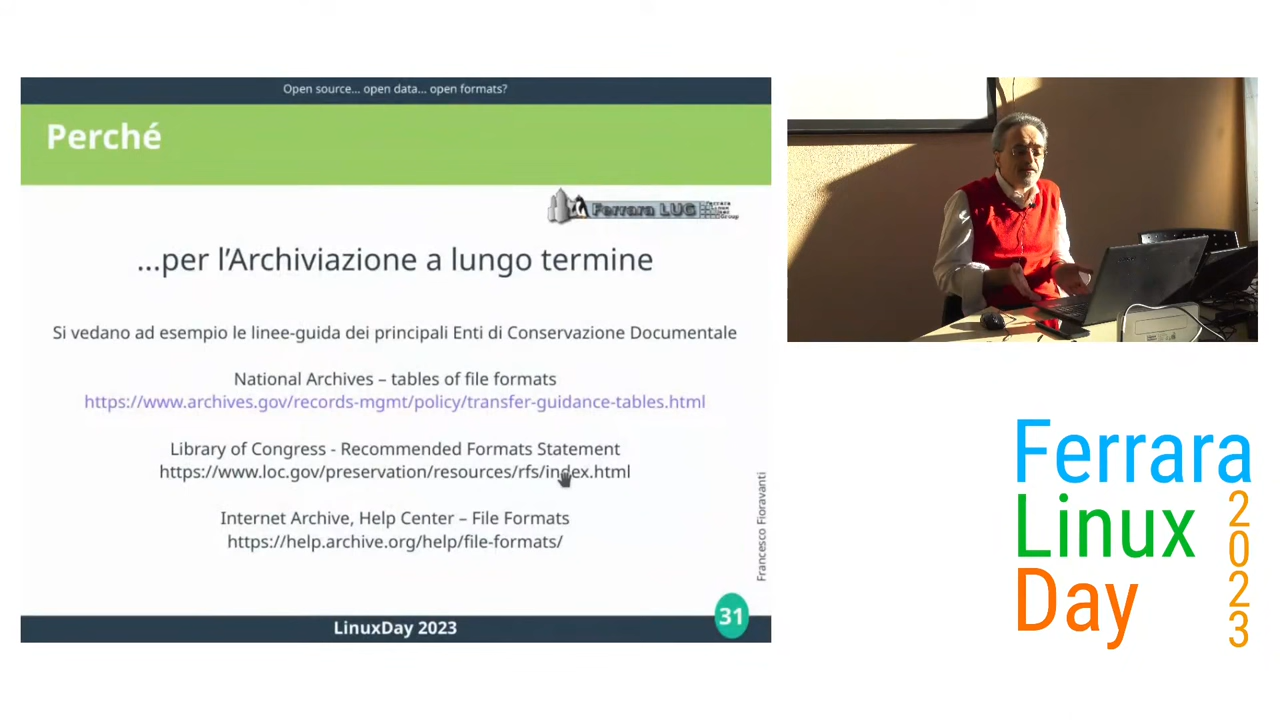 Open source... open data... open formats?
Perché
Ferrara LUG
Ferrara
Linux
User
Group
...per l'Archiviazione a lungo termine
Si vedano ad esempio le linee-guida dei principali Enti di Conservazione Documentale
National Archives – tables of file formats
https://www.archives.gov/records-mgmt/policy/transfer-guidance-tables.html
Library of Congress - Recommended Formats Statement
https://www.loc.gov/preservation/resources/rfs/index.html
Internet Archive, Help Center – File Formats
https://help.archive.org/help/file-formats/
Francesco Fioravanti
31
LinuxDay 2023
Ferrara
Linux
Day
2023